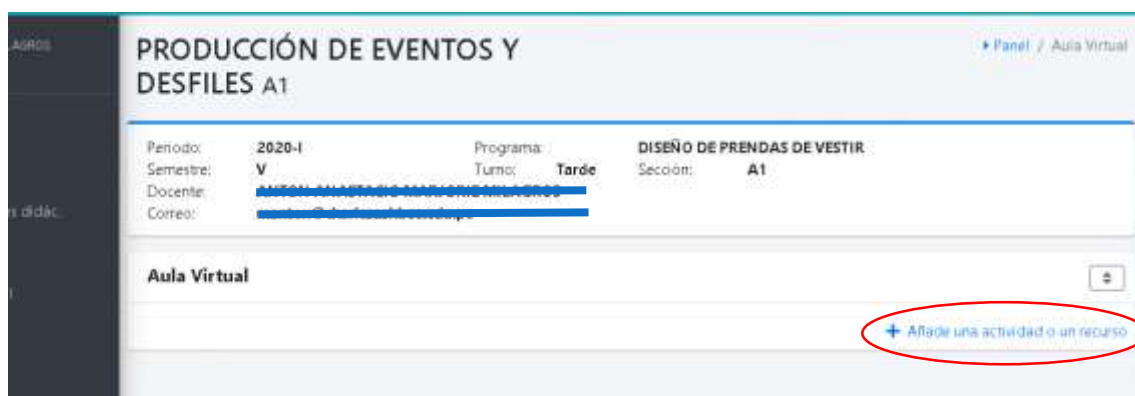 AGROS
PRODUCCIÓN DE EVENTOS Y
DESFILES A1
Panel / Aula Virtual
Periodo: 2020-I Programa: DISEÑO DE PRENDAS DE VESTIR
Semestre: V Turno: Tarde Sección: A1
Docente:
Correo:
s didác.
Aula Virtual
+ Añade una actividad o un recurso